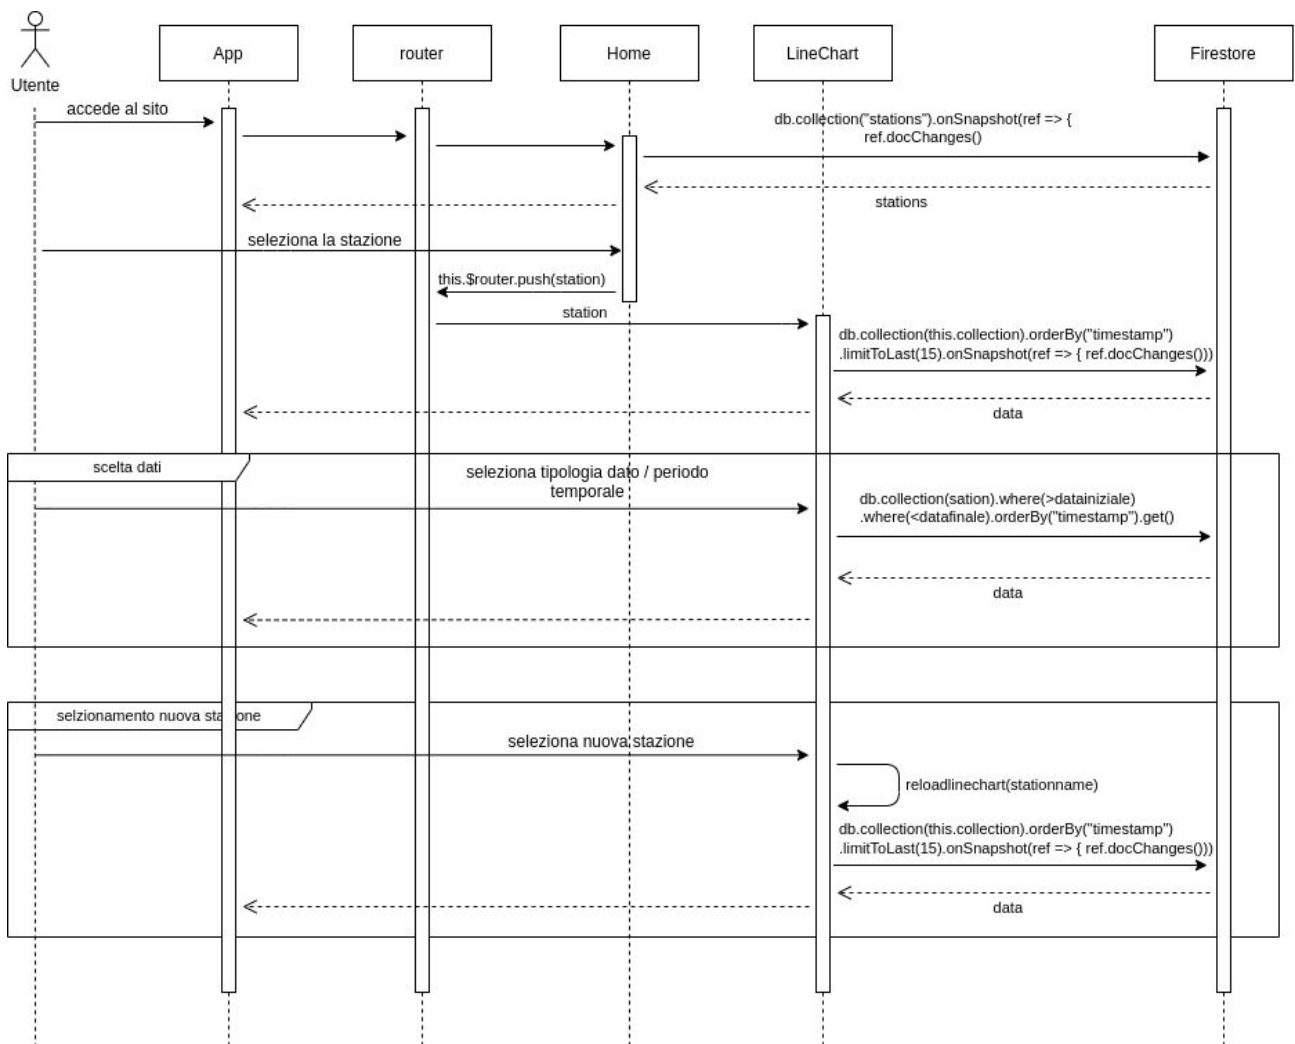 Utente
App
router
Home
LineChart
Firestore
accede al sito
db.collection("stations").onSnapshot(ref => {
ref.docChanges()
stations
seleziona la stazione
this.$router.push(station)
station
db.collection(this.collection).orderBy("timestamp")
.limitToLast(15).onSnapshot(ref => { ref.docChanges()))
data
scelta dati
seleziona tipologia dato / periodo
temporale
db.collection(sation).where(>datainiziale)
.where(<datafinale).orderBy("timestamp").get()
data
selzionamento nuova stazione
seleziona nuova stazione
reloadlinechart(stationname)
db.collection(this.collection).orderBy("timestamp")
.limitToLast(15).onSnapshot(ref => { ref.docChanges()))
data